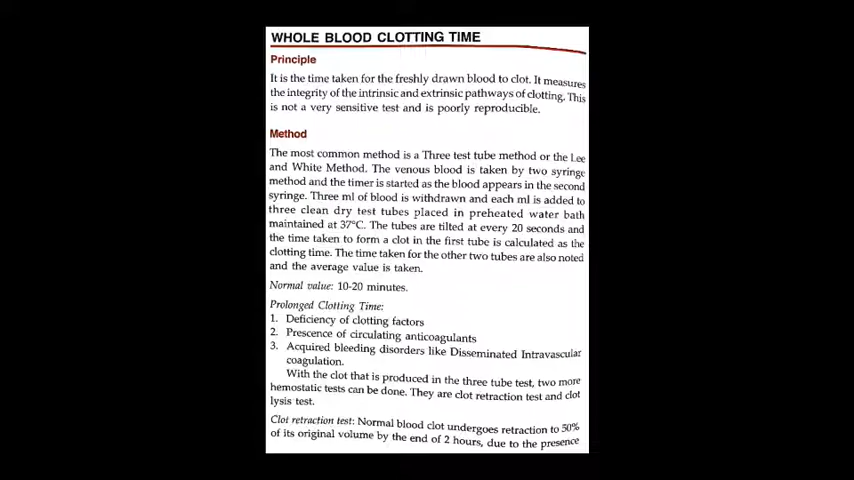 WHOLE BLOOD CLOTTING TIME
Principle
It is the time taken for the freshly drawn blood to clot. It measures
the integrity of the intrinsic and extrinsic pathways of clotting. This
is not a very sensitive test and is poorly reproducible.
Method
The most common method is a Three test tube method or the Lee
and White Method. The venous blood is taken by two syringe
method and the timer is started as the blood appears in the second
syringe. Three ml of blood is withdrawn and each ml is added to
three clean dry test tubes placed in preheated water bath
maintained at 37°C. The tubes are tilted at every 20 seconds and
the time taken to form a clot in the first tube is calculated as the
clotting time. The time taken for the other two tubes are also noted
and the average value is taken.
Normal value: 10-20 minutes.
Prolonged Clotting Time:
1. Deficiency of clotting factors
2. Prescence of circulating anticoagulants
3. Acquired bleeding disorders like Disseminated Intravascular
coagulation.
With the clot that is produced in the three tube test, two more
hemostatic tests can be done. They are clot retraction test and clot
lysis test.
Clot retraction test: Normal blood clot undergoes retraction to 50%
of its original volume by the end of 2 hours, due to the presence